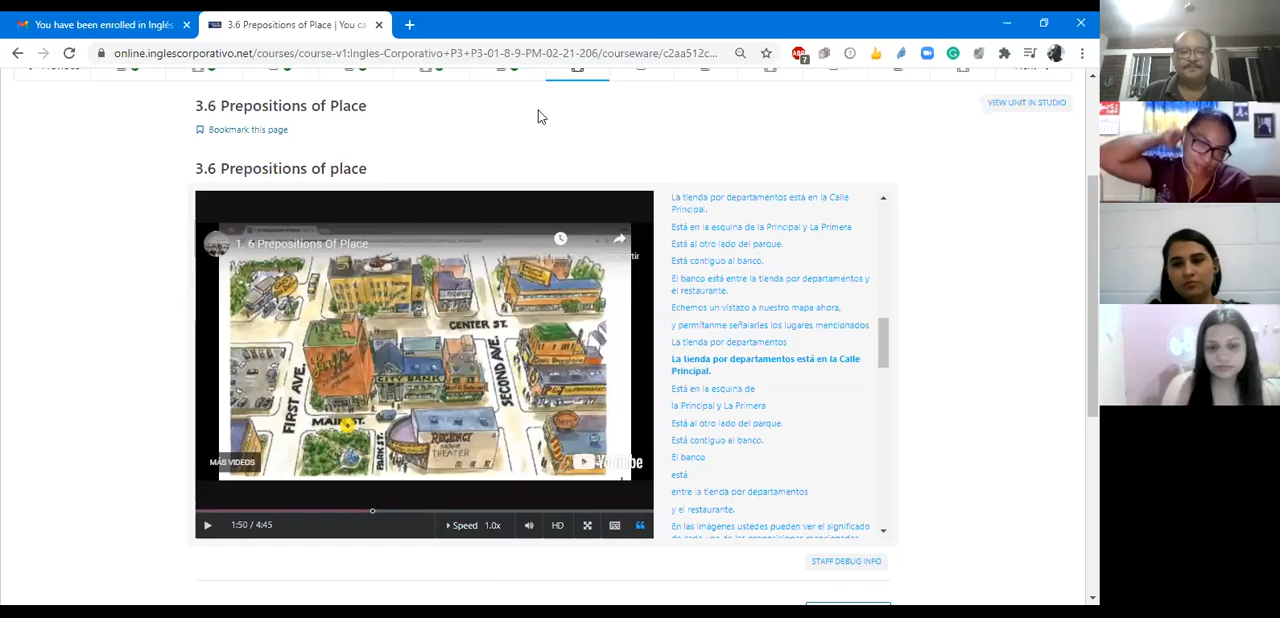 You have been enrolled in Inglés
3.6 Prepositions of Place | You ca
online.inglescorporativo.net/courses/course-v1:Ingles-Corporativo+P3+P3-01-8-9-PM-02-21-206/courseware/c2aa512c...
3.6 Prepositions of Place
VIEW UNIT IN STUDIO
Bookmark this page
3.6 Prepositions of place
1. 6 Prepositions Of Place
CENTER ST.
CITY BANK
FIRST AVE.
SECOND AVE.
MAIN ST.
PARK ST.
REGENCY
MOVIE
THEATER
MÁS VIDEOS
YouTube
1:50 / 4:45
Speed 1.0x
HD
La tienda por departamentos está en la Calle
Principal.
Está en la esquina de la Principal y La Primera
Está al otro lado del parque.
Está contiguo al banco.
El banco está entre la tienda por departamentos y
el restaurante.
Echemos un vistazo a nuestro mapa ahora,
y permítanme señalarles los lugares mencionados
La tienda por departamentos
La tienda por departamentos está en la Calle
Principal.
Está en la esquina de
la Principal y La Primera
Está al otro lado del parque.
Está contiguo al banco.
El banco
está
entre la tienda por departamentos
y el restaurante.
En las imágenes ustedes pueden ver el significado
de cada una de las preposiciones mencionadas
STAFF DEBUG INFO